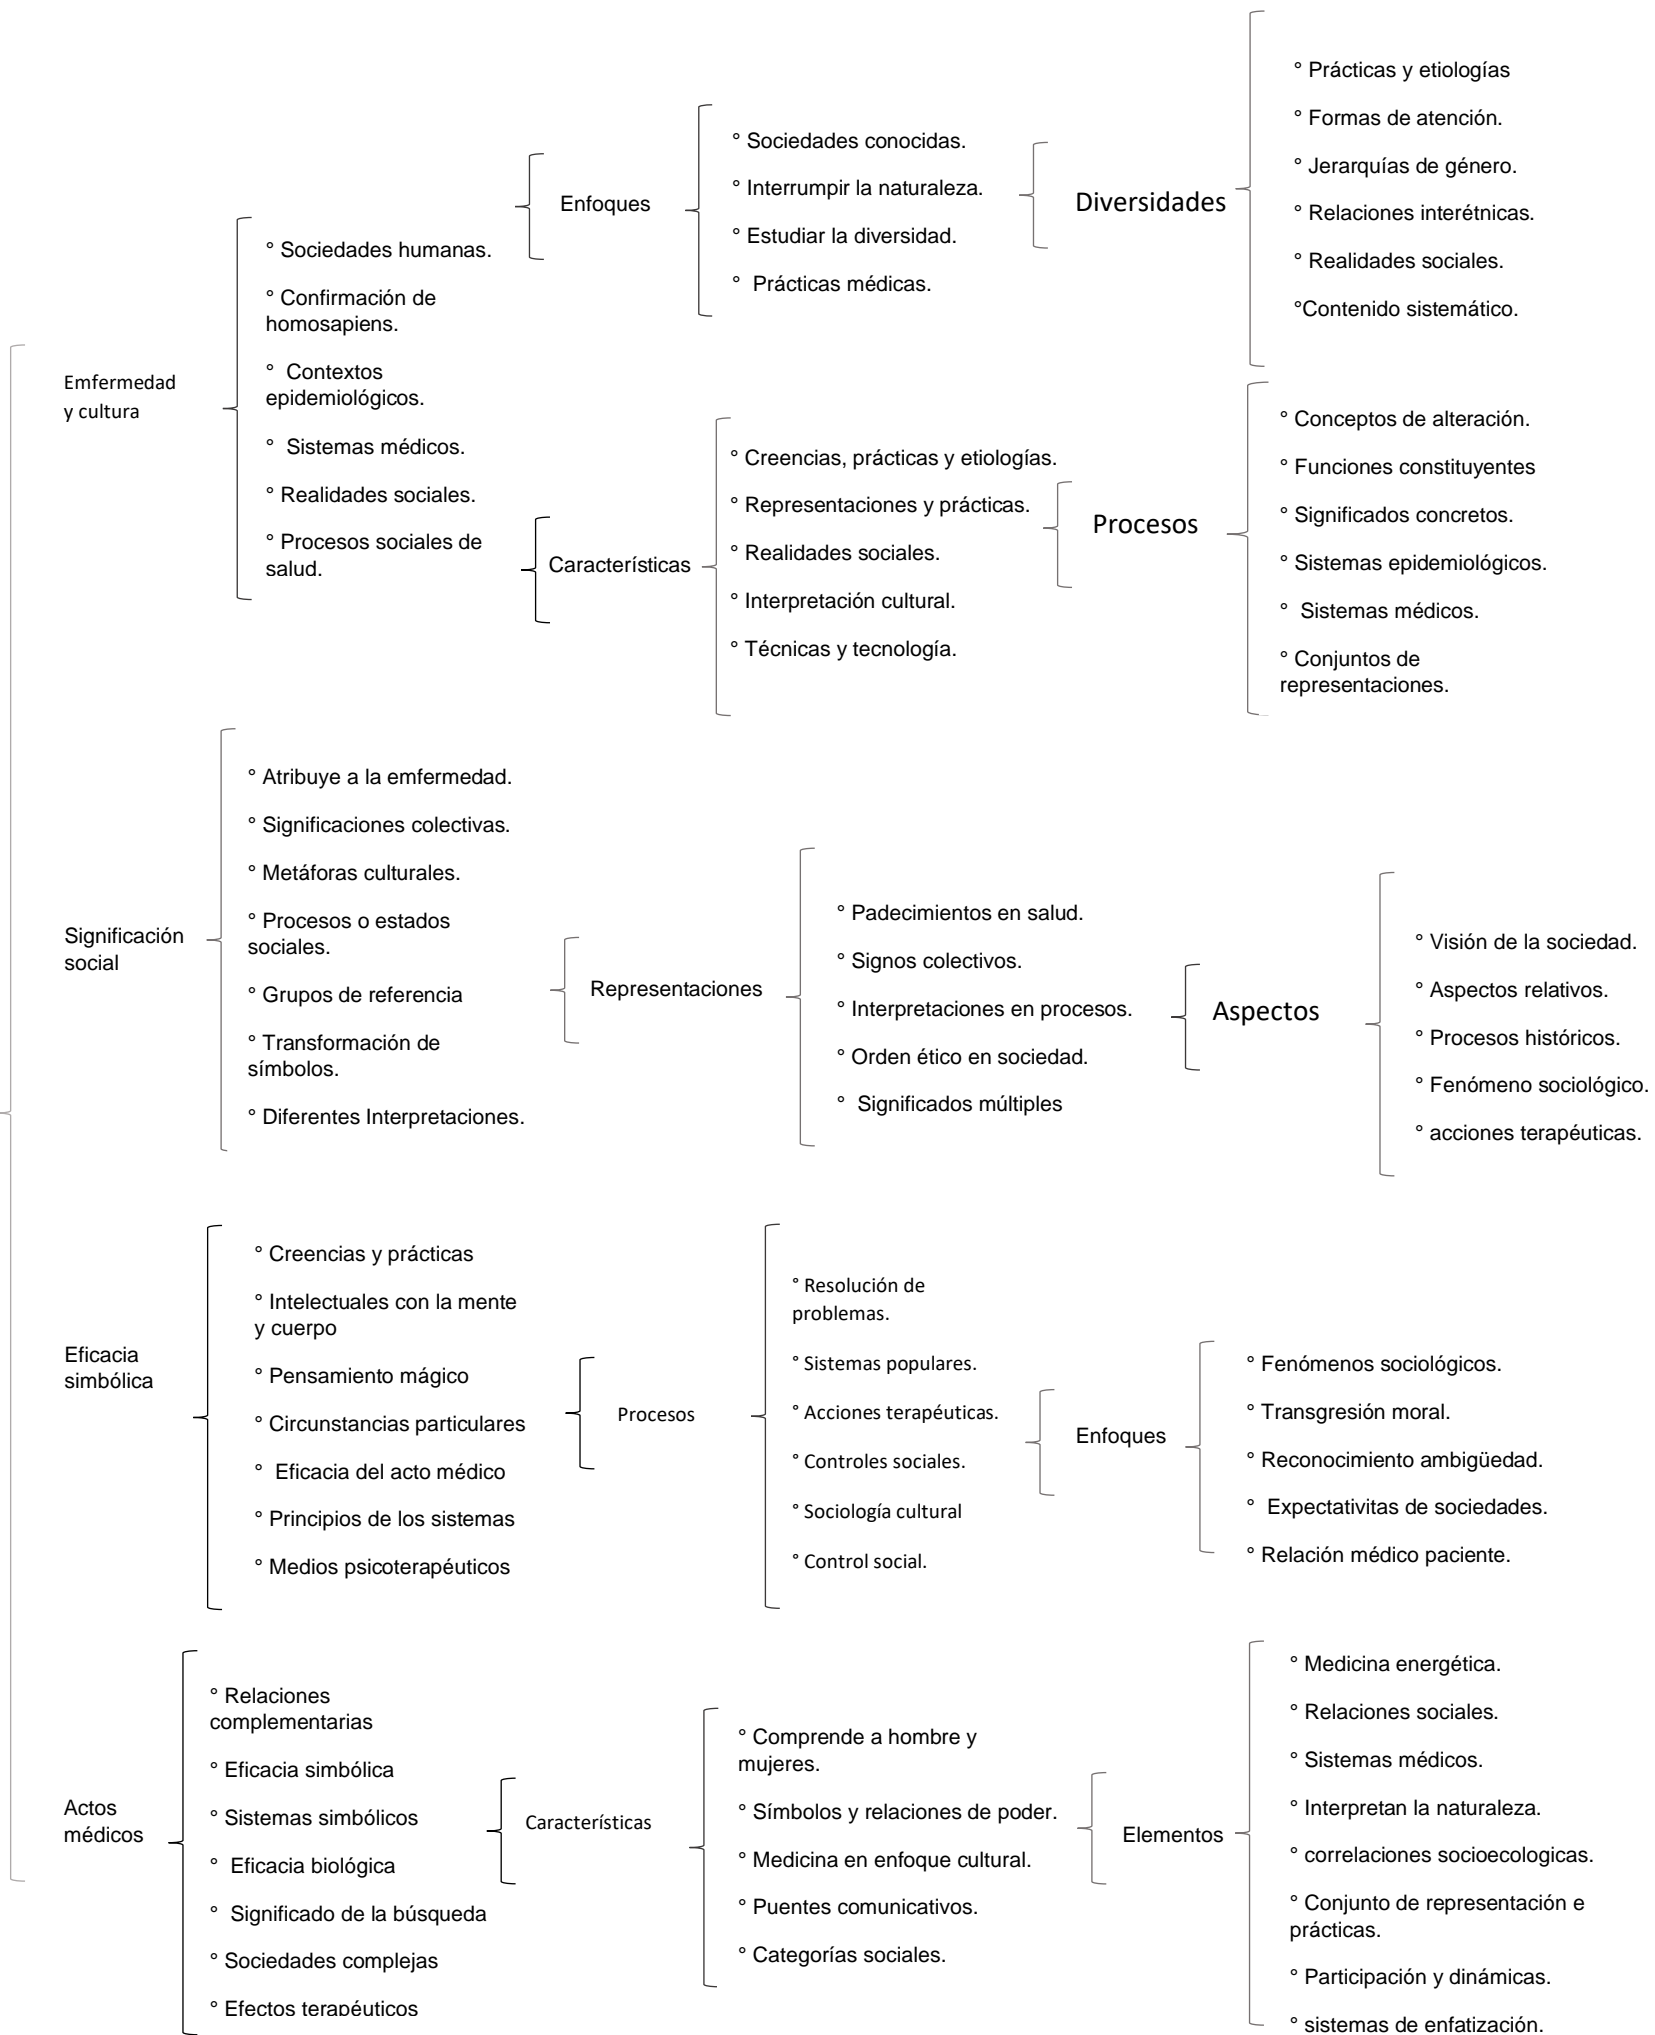 Emfermedad
y cultura
° Sociedades humanas.
° Confirmación de
homosapiens.
° Contextos
epidemiológicos.
° Sistemas médicos.
° Realidades sociales.
° Procesos sociales de
salud.
Enfoques
° Sociedades conocidas.
° Interrumpir la naturaleza.
° Estudiar la diversidad.
° Prácticas médicas.
Diversidades
° Prácticas y etiologías
° Formas de atención.
° Jerarquías de género.
° Relaciones interétnicas.
° Realidades sociales.
°Contenido sistemático.
Características
° Creencias, prácticas y etiologías.
° Representaciones y prácticas.
° Realidades sociales.
° Interpretación cultural.
° Técnicas y tecnología.
Procesos
° Conceptos de alteración.
° Funciones constituyentes
° Significados concretos.
° Sistemas epidemiológicos.
° Sistemas médicos.
° Conjuntos de
representaciones.
Significación
social
° Atribuye a la emfermedad.
° Significaciones colectivas.
° Metáforas culturales.
° Procesos o estados
sociales.
° Grupos de referencia
° Transformación de
símbolos.
° Diferentes Interpretaciones.
Representaciones
° Padecimientos en salud.
° Signos colectivos.
° Interpretaciones en procesos.
° Orden ético en sociedad.
° Significados múltiples
Aspectos
° Visión de la sociedad.
° Aspectos relativos.
° Procesos históricos.
° Fenómeno sociológico.
° acciones terapéuticas.
Eficacia
simbólica
° Creencias y prácticas
° Intelectuales con la mente
y cuerpo
° Pensamiento mágico
° Circunstancias particulares
° Eficacia del acto médico
° Principios de los sistemas
° Medios psicoterapéuticos
Procesos
° Resolución de
problemas.
° Sistemas populares.
° Acciones terapéuticas.
° Controles sociales.
° Sociología cultural
° Control social.
Enfoques
° Fenómenos sociológicos.
° Transgresión moral.
° Reconocimiento ambigüedad.
° Expectativitas de sociedades.
° Relación médico paciente.
Actos
médicos
° Relaciones
complementarias
° Eficacia simbólica
° Sistemas simbólicos
° Eficacia biológica
° Significado de la búsqueda
° Sociedades complejas
° Efectos terapéuticos
Características
° Comprende a hombre y
mujeres.
° Símbolos y relaciones de poder.
° Medicina en enfoque cultural.
° Puentes comunicativos.
° Categorías sociales.
Elementos
° Medicina energética.
° Relaciones sociales.
° Sistemas médicos.
° Interpretan la naturaleza.
° correlaciones socioecologicas.
° Conjunto de representación e
prácticas.
° Participación y dinámicas.
° sistemas de enfatización.